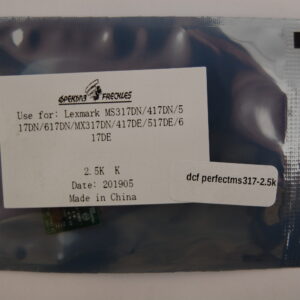 FRECKLES
Use for: Lexmark MS317DN/417DN/5
17DN/617DN/MX317DN/417DE/517DE/6
17DE
2.5K K
Date: 201905
Made in China
dcf perfectms317-2.5k